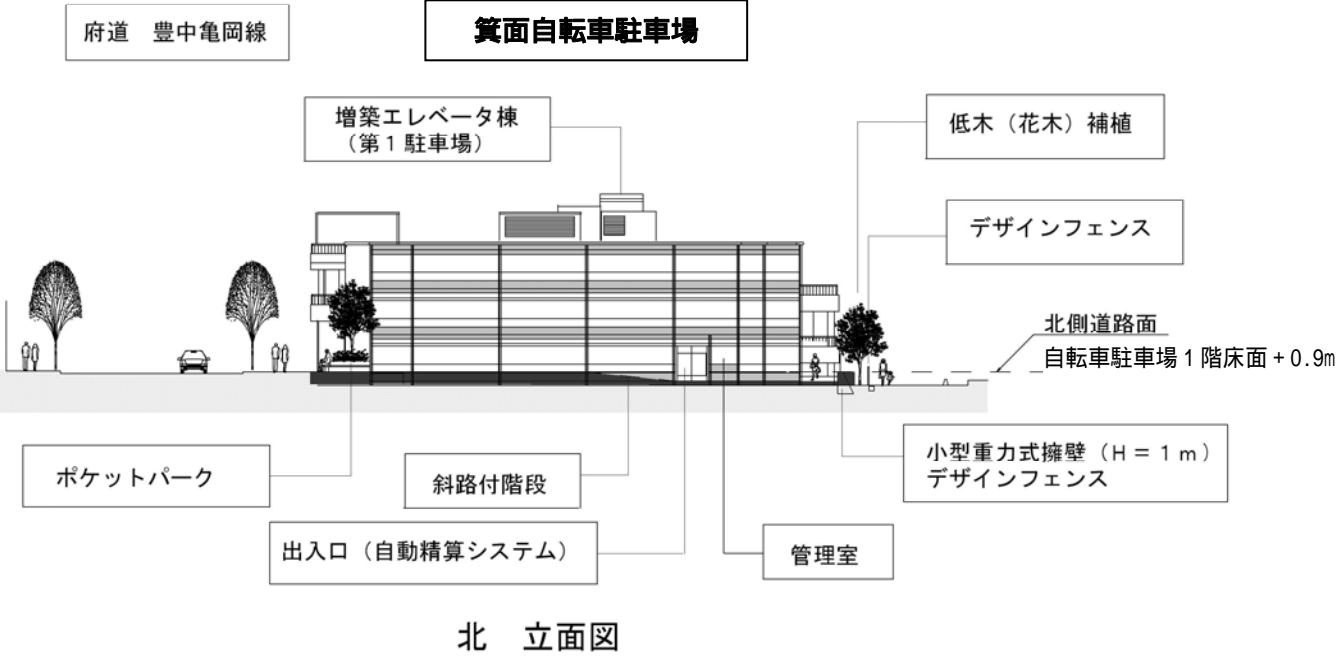 府道　豊中亀岡線
箕面自転車駐車場
増築エレベータ棟
（第１駐車場）
低木（花木）補植
デザインフェンス
北側道路面
自転車駐車場１階床面＋0.9m
ポケットパーク
斜路付階段
小型重力式擁壁（Ｈ＝１ｍ）
デザインフェンス
出入口（自動精算システム）
管理室
北　立面図